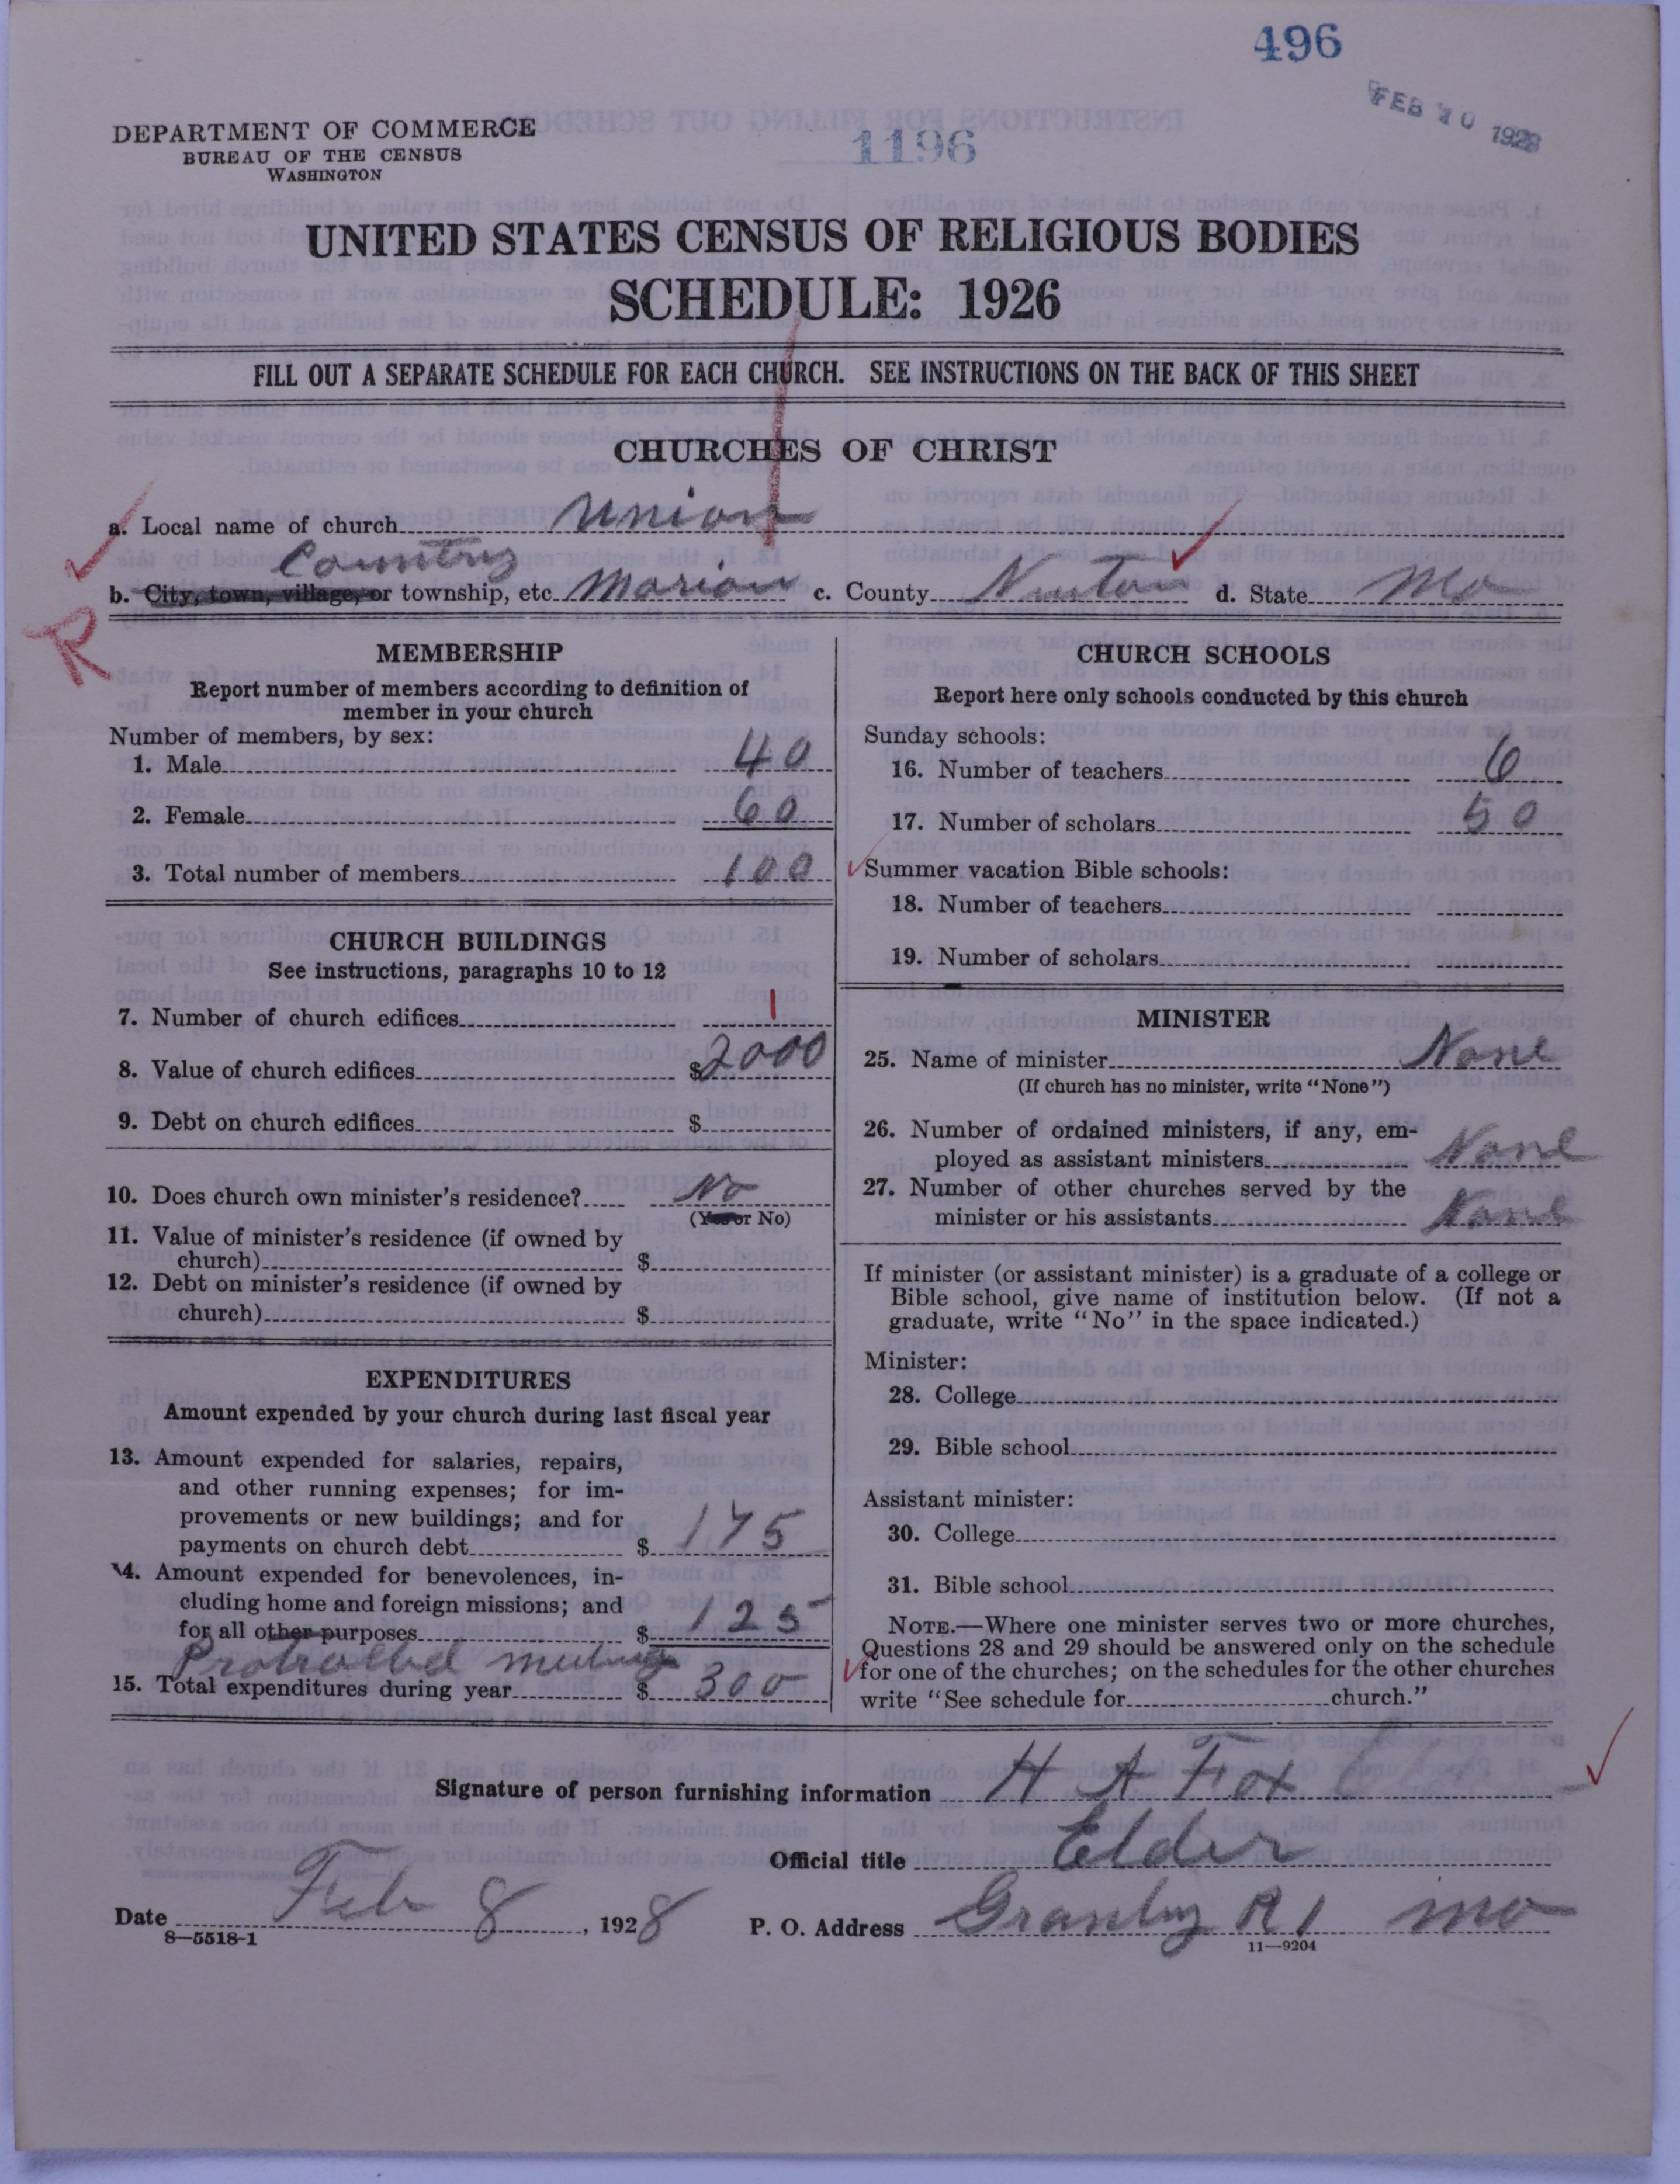 496
FEB 10 1928
1196
DEPARTMENT OF COMMERCE
BUREAU OF THE CENSUS
WASHINGTON
UNITED STATES CENSUS OF RELIGIOUS BODIES
SCHEDULE: 1926
FILL OUT A SEPARATE SCHEDULE FOR EACH CHURCH. SEE INSTRUCTIONS ON THE BACK OF THIS SHEET
CHURCHES OF CHRIST
a. Local name of church Union
Country
b. City, town, village, or township, etc Marion c. County Newton d. State Mo
R
MEMBERSHIP
Report number of members according to definition of
member in your church
Number of members, by sex:
1. Male 40
2. Female 60
3. Total number of members 100
CHURCH BUILDINGS
See instructions, paragraphs 10 to 12
7. Number of church edifices 1
8. Value of church edifices $2000
9. Debt on church edifices $
10. Does church own minister's residence? No
(Yes or No)
11. Value of minister's residence (if owned by
church) $
12. Debt on minister's residence (if owned by
church) $
EXPENDITURES
Amount expended by your church during last fiscal year
13. Amount expended for salaries, repairs,
and other running expenses; for im-
provements or new buildings; and for
payments on church debt $ 175
14. Amount expended for benevolences, in-
cluding home and foreign missions; and
for all other purposes $ 125
Protracted meeting
15. Total expenditures during year $ 300
CHURCH SCHOOLS
Report here only schools conducted by this church
Sunday schools:
16. Number of teachers 6
17. Number of scholars 50
Summer vacation Bible schools:
18. Number of teachers
19. Number of scholars
MINISTER
25. Name of minister None
(If church has no minister, write "None")
26. Number of ordained ministers, if any, em-
ployed as assistant ministers None
27. Number of other churches served by the
minister or his assistants None
If minister (or assistant minister) is a graduate of a college or
Bible school, give name of institution below. (If not a
graduate, write "No" in the space indicated.)
Minister:
28. College
29. Bible school
Assistant minister:
30. College
31. Bible school
NOTE.—Where one minister serves two or more churches,
Questions 28 and 29 should be answered only on the schedule
for one of the churches; on the schedules for the other churches
write "See schedule for church."
Signature of person furnishing information H A Fox
Official title Elder
Date Feb 8, 1928 P. O. Address Granby R 1 Mo
8—5518-1
11—9204